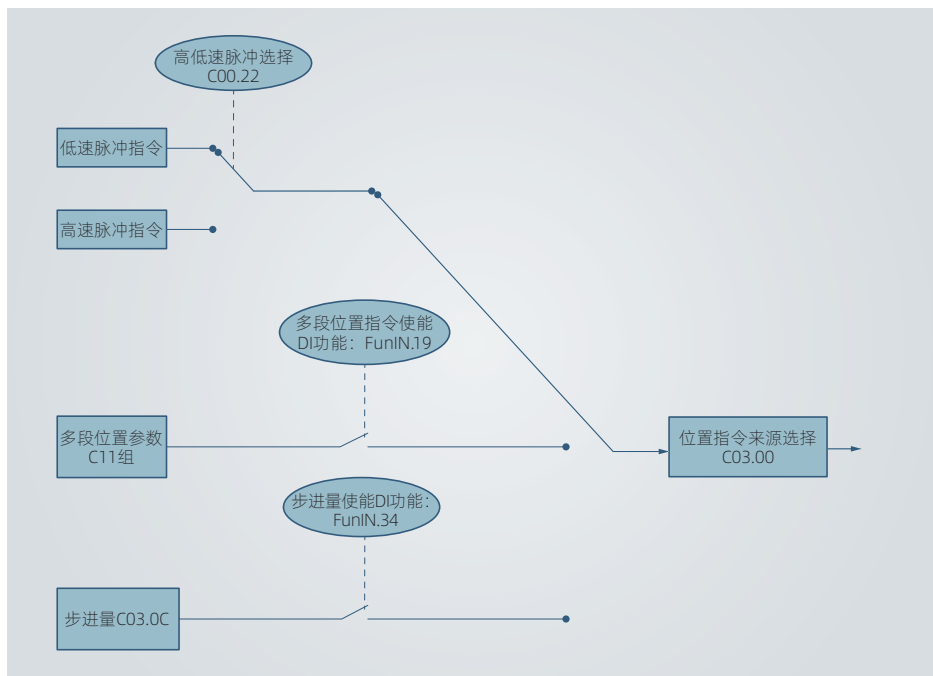 高低速脉冲选择
C00.22
低速脉冲指令
高速脉冲指令
多段位置指令使能
DI功能：FunIN.19
多段位置参数
C11组
位置指令来源选择
C03.00
步进量使能DI功能：
FunIN.34
步进量C03.0C